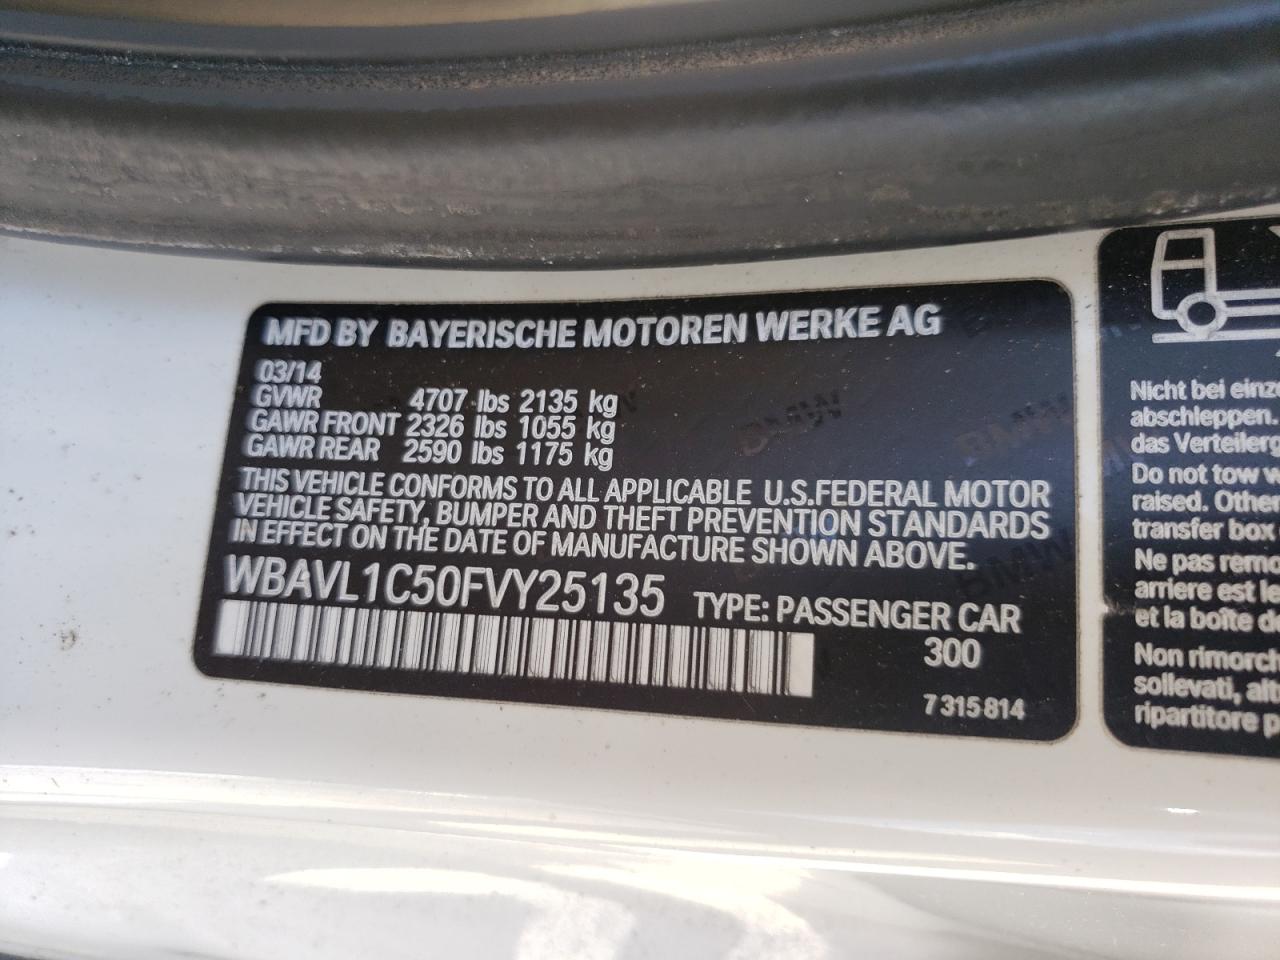 MFD BY BAYERISCHE MOTOREN WERKE AG
03/14
GVWR 4707 lbs 2135 kg
GAWR FRONT 2326 lbs 1055 kg
GAWR REAR 2590 lbs 1175 kg
THIS VEHICLE CONFORMS TO ALL APPLICABLE U.S.FEDERAL MOTOR
VEHICLE SAFETY, BUMPER AND THEFT PREVENTION STANDARDS
IN EFFECT ON THE DATE OF MANUFACTURE SHOWN ABOVE.
WBAVL1C50FVY25135 TYPE: PASSENGER CAR
300
7 315 814
Nicht bei
abschleppen.
das
Do not tow
raised.
transfer box
Ne pas
arriere est
et la boîte
Non
sollevati,
ripartitore